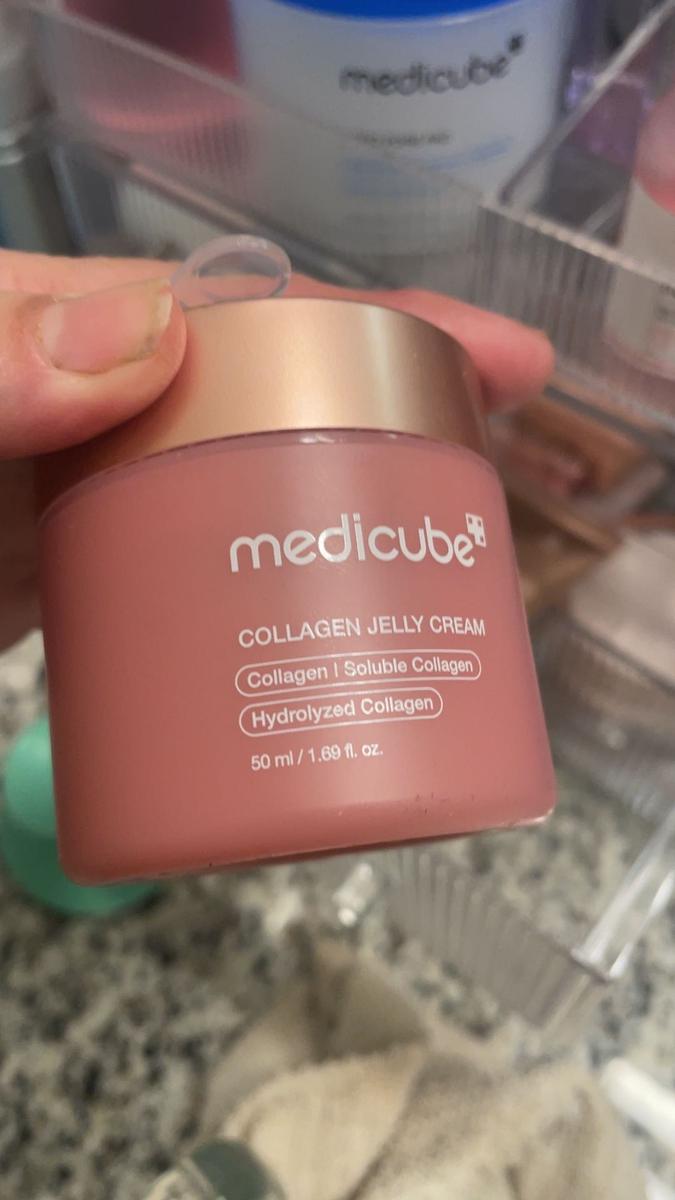 medicube
medicube
COLLAGEN JELLY CREAM
Collagen | Soluble Collagen
Hydrolyzed Collagen
50 ml / 1.69 fl. oz.